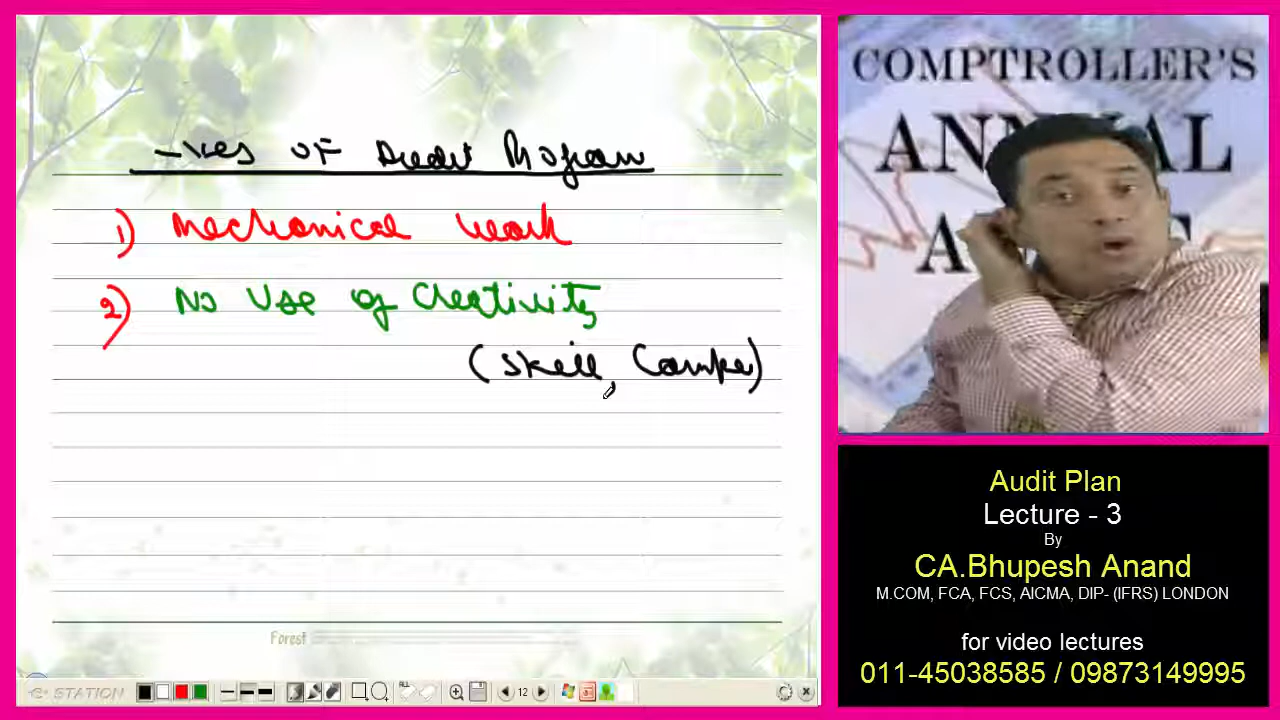 -ves of Audit Program
1) Mechanical work
2) No Use of Creativity
(Skill,
Forest
STATION
ALL
12
COMPTROLLER'S
ANNUAL
Audit Plan
Lecture - 3
By
CA.Bhupesh Anand
M.COM, FCA, FCS, AICMA, DIP- (IFRS) LONDON
for video lectures
011-45038585 / 09873149995